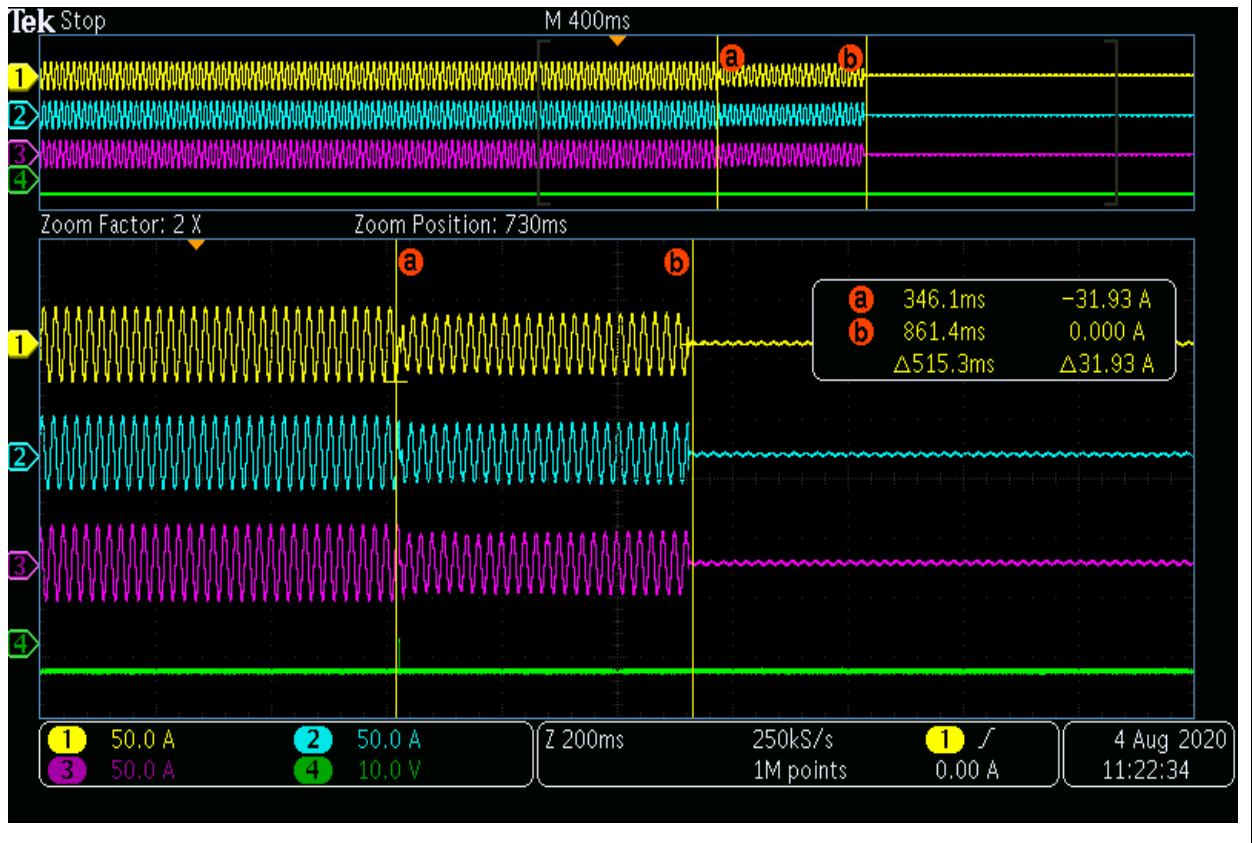 Tek Stop M 400ms
a b
1
2
3
4
Zoom Factor: 2 X Zoom Position: 730ms
a b
a 346.1ms −31.93 A
b 861.4ms 0.000 A
Δ515.3ms Δ31.93 A
1
2
3
4
1 50.0 A 2 50.0 A Z 200ms 250kS/s 1 4 Aug 2020
3 50.0 A 4 10.0 V 1M points 0.00 A 11:22:34